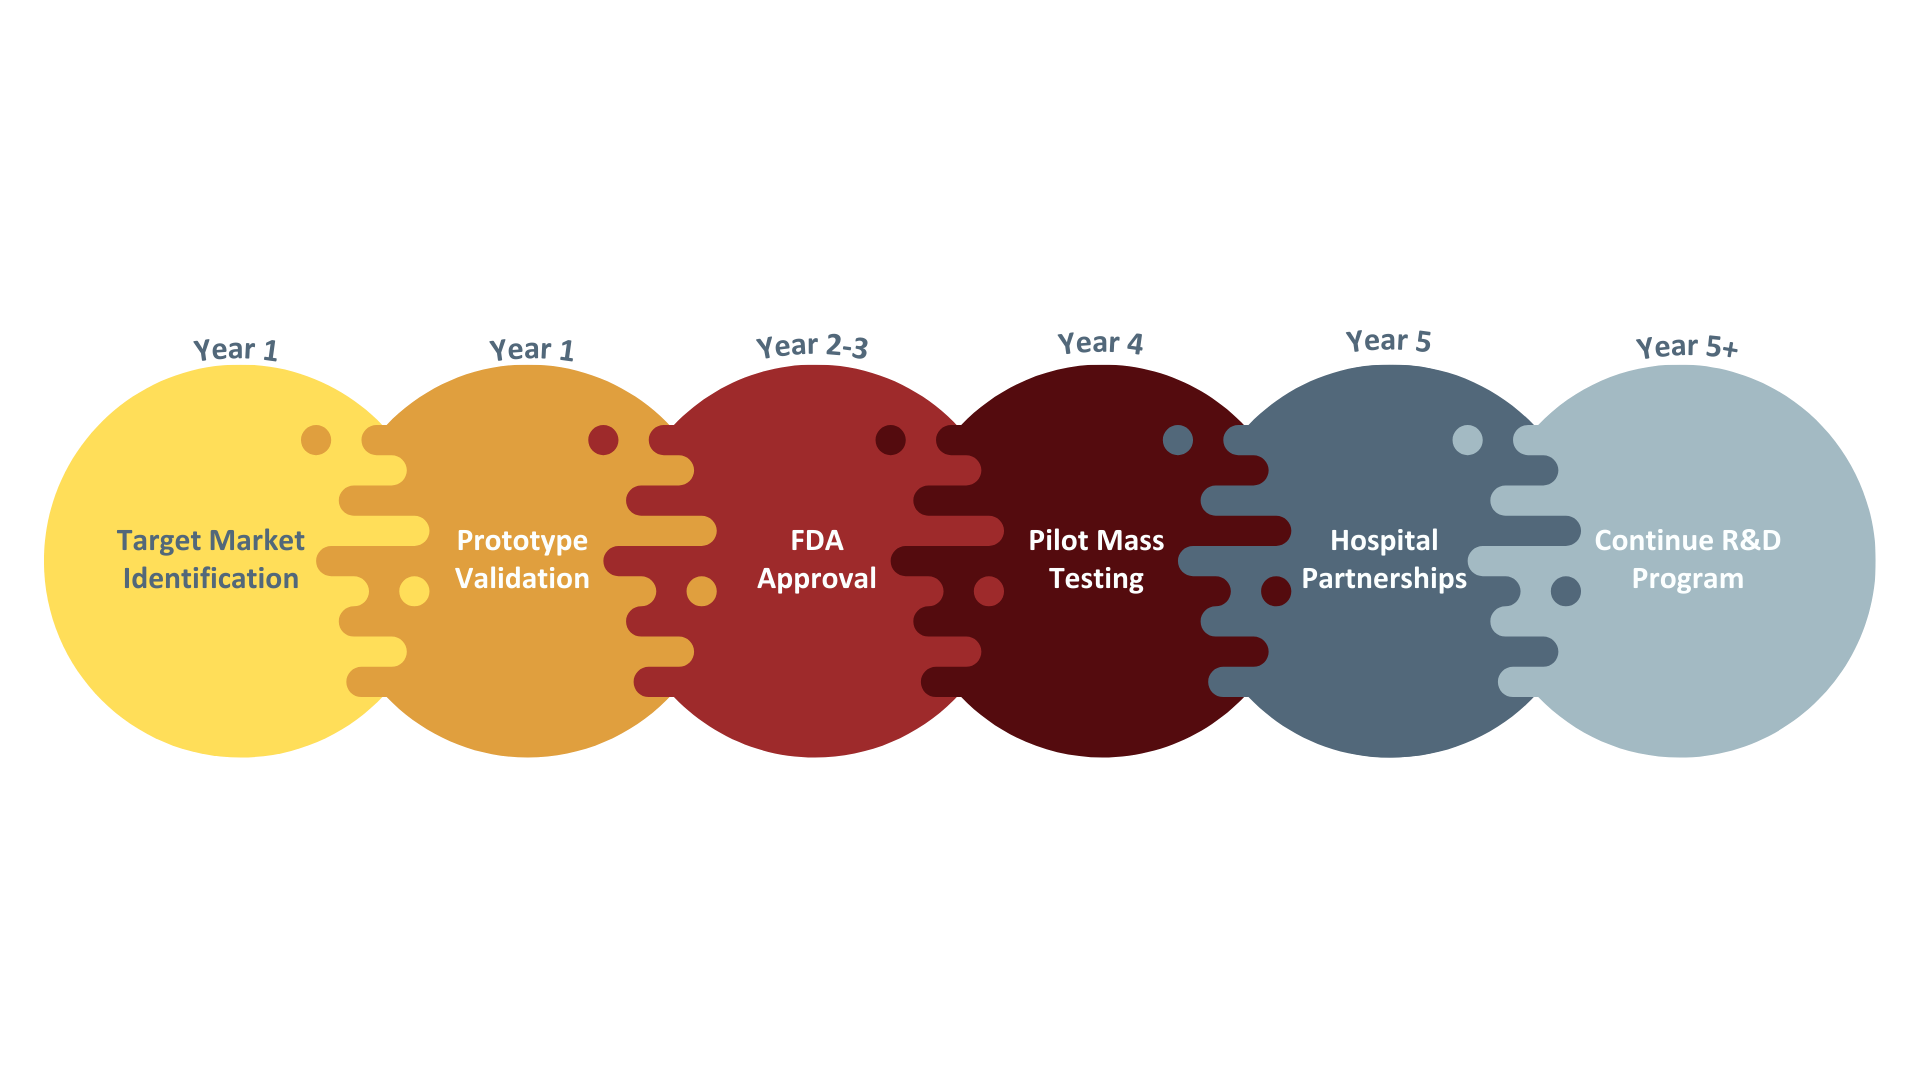 Year 1
Year 1
Year 2-3
Year 4
Year 5
Year 5+
Target Market
Identification
Prototype
Validation
FDA
Approval
Pilot Mass
Testing
Hospital
Partnerships
Continue R&D
Program